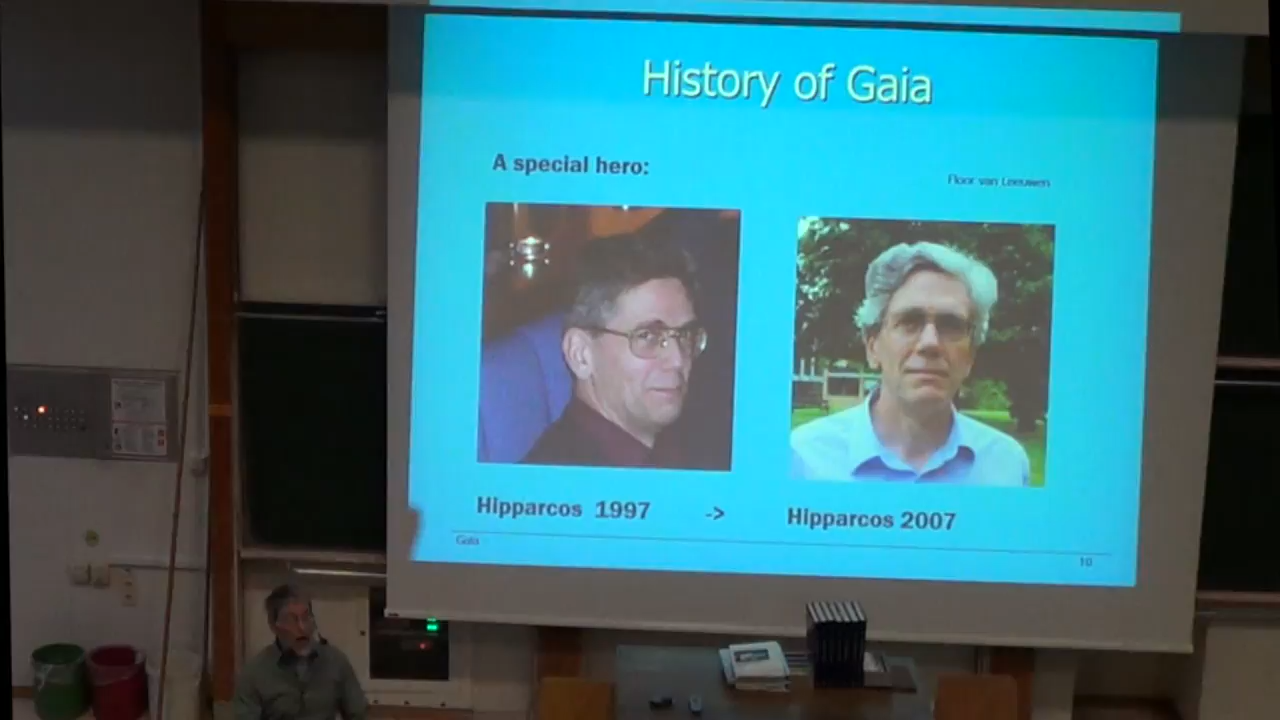 History of Gaia
A special hero:
Floor van Leeuwen
Hipparcos 1997 -> Hipparcos 2007
Gaia
10